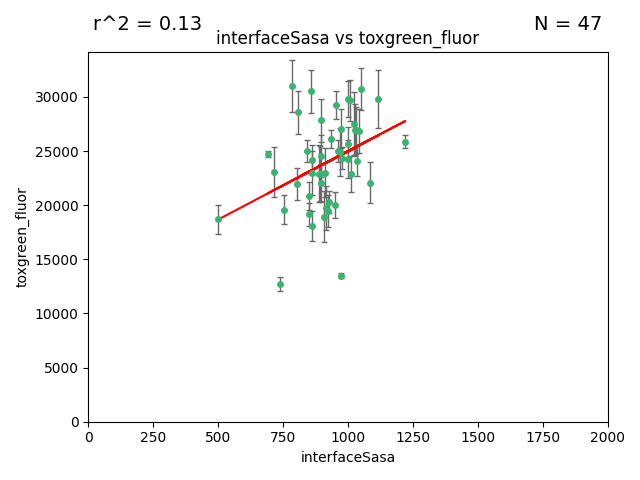 r^2 = 0.13
N = 47
interfaceSasa vs toxgreen_fluor
toxgreen_fluor
30000
25000
20000
15000
10000
5000
0
0 250 500 750 1000 1250 1500 1750 2000
interfaceSasa